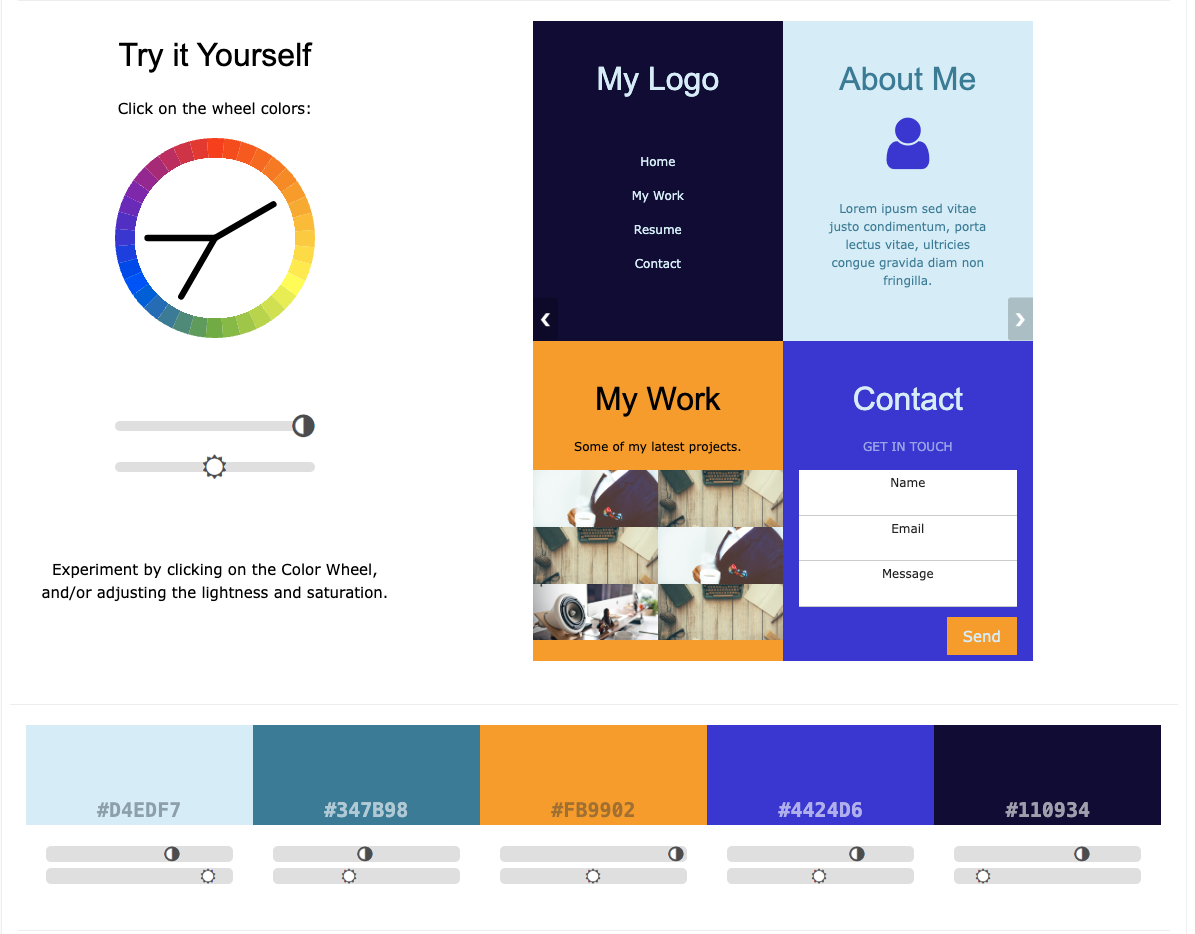 Try it Yourself
Click on the wheel colors:
Experiment by clicking on the Color Wheel,
and/or adjusting the lightness and saturation.
My Logo
Home
My Work
Resume
Contact
About Me
Lorem ipusm sed vitae
justo condimentum, porta
lectus vitae, ultricies
congue gravida diam non
fringilla.
❮
❯
My Work
Some of my latest projects.
Contact
GET IN TOUCH
Name
Email
Message
Send
#D4EDF7
#347B98
#FB9902
#4424D6
#110934